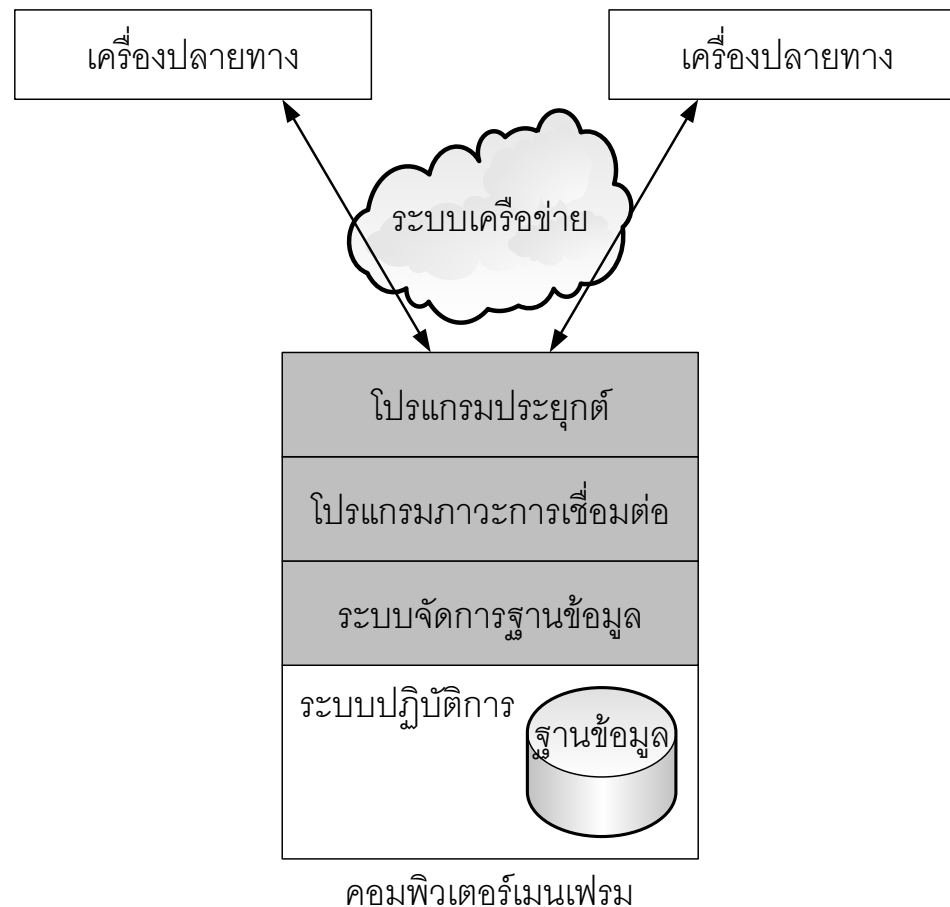 เครื่องปลายทาง
เครื่องปลายทาง
ระบบเครือข่าย
โปรแกรมประยุกต์
โปรแกรมภาวะการเชื่อมต่อ
ระบบจัดการฐานข้อมูล
ระบบปฏิบัติการ
ฐานข้อมูล
คอมพิวเตอร์เมนเฟรม